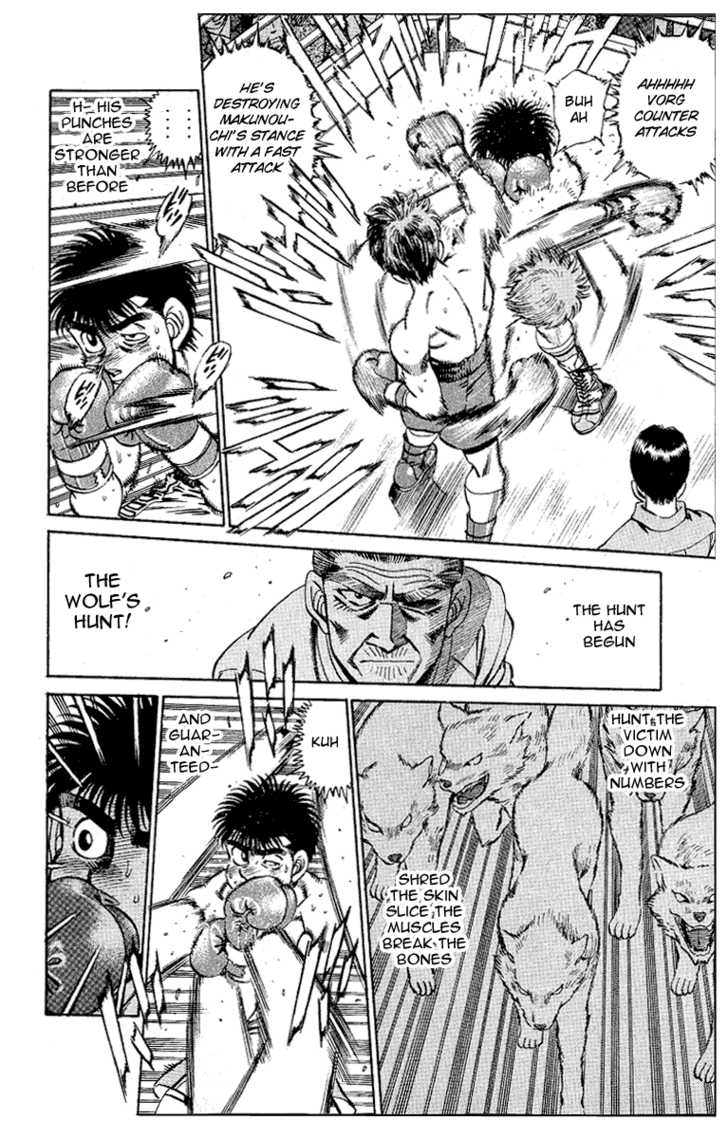 AHHHHH
VORG
COUNTER
ATTACKS
BUH
AH
HE'S
DESTROYING
MAKUNOU-
CHI'S STANCE
WITH A FAST
ATTACK
. . .
. . .
H- HIS
PUNCHES
ARE
STRONGER
THAN
BEFORE
THE HUNT
HAS
BEGUN
THE
WOLF'S
HUNT!
HUNT THE
VICTIM
DOWN
WITH
NUMBERS
SHRED
THE SKIN
SLICE THE
MUSCLES
BREAK THE
BONES
KUH
AND
GUAR-
AN-
TEED-